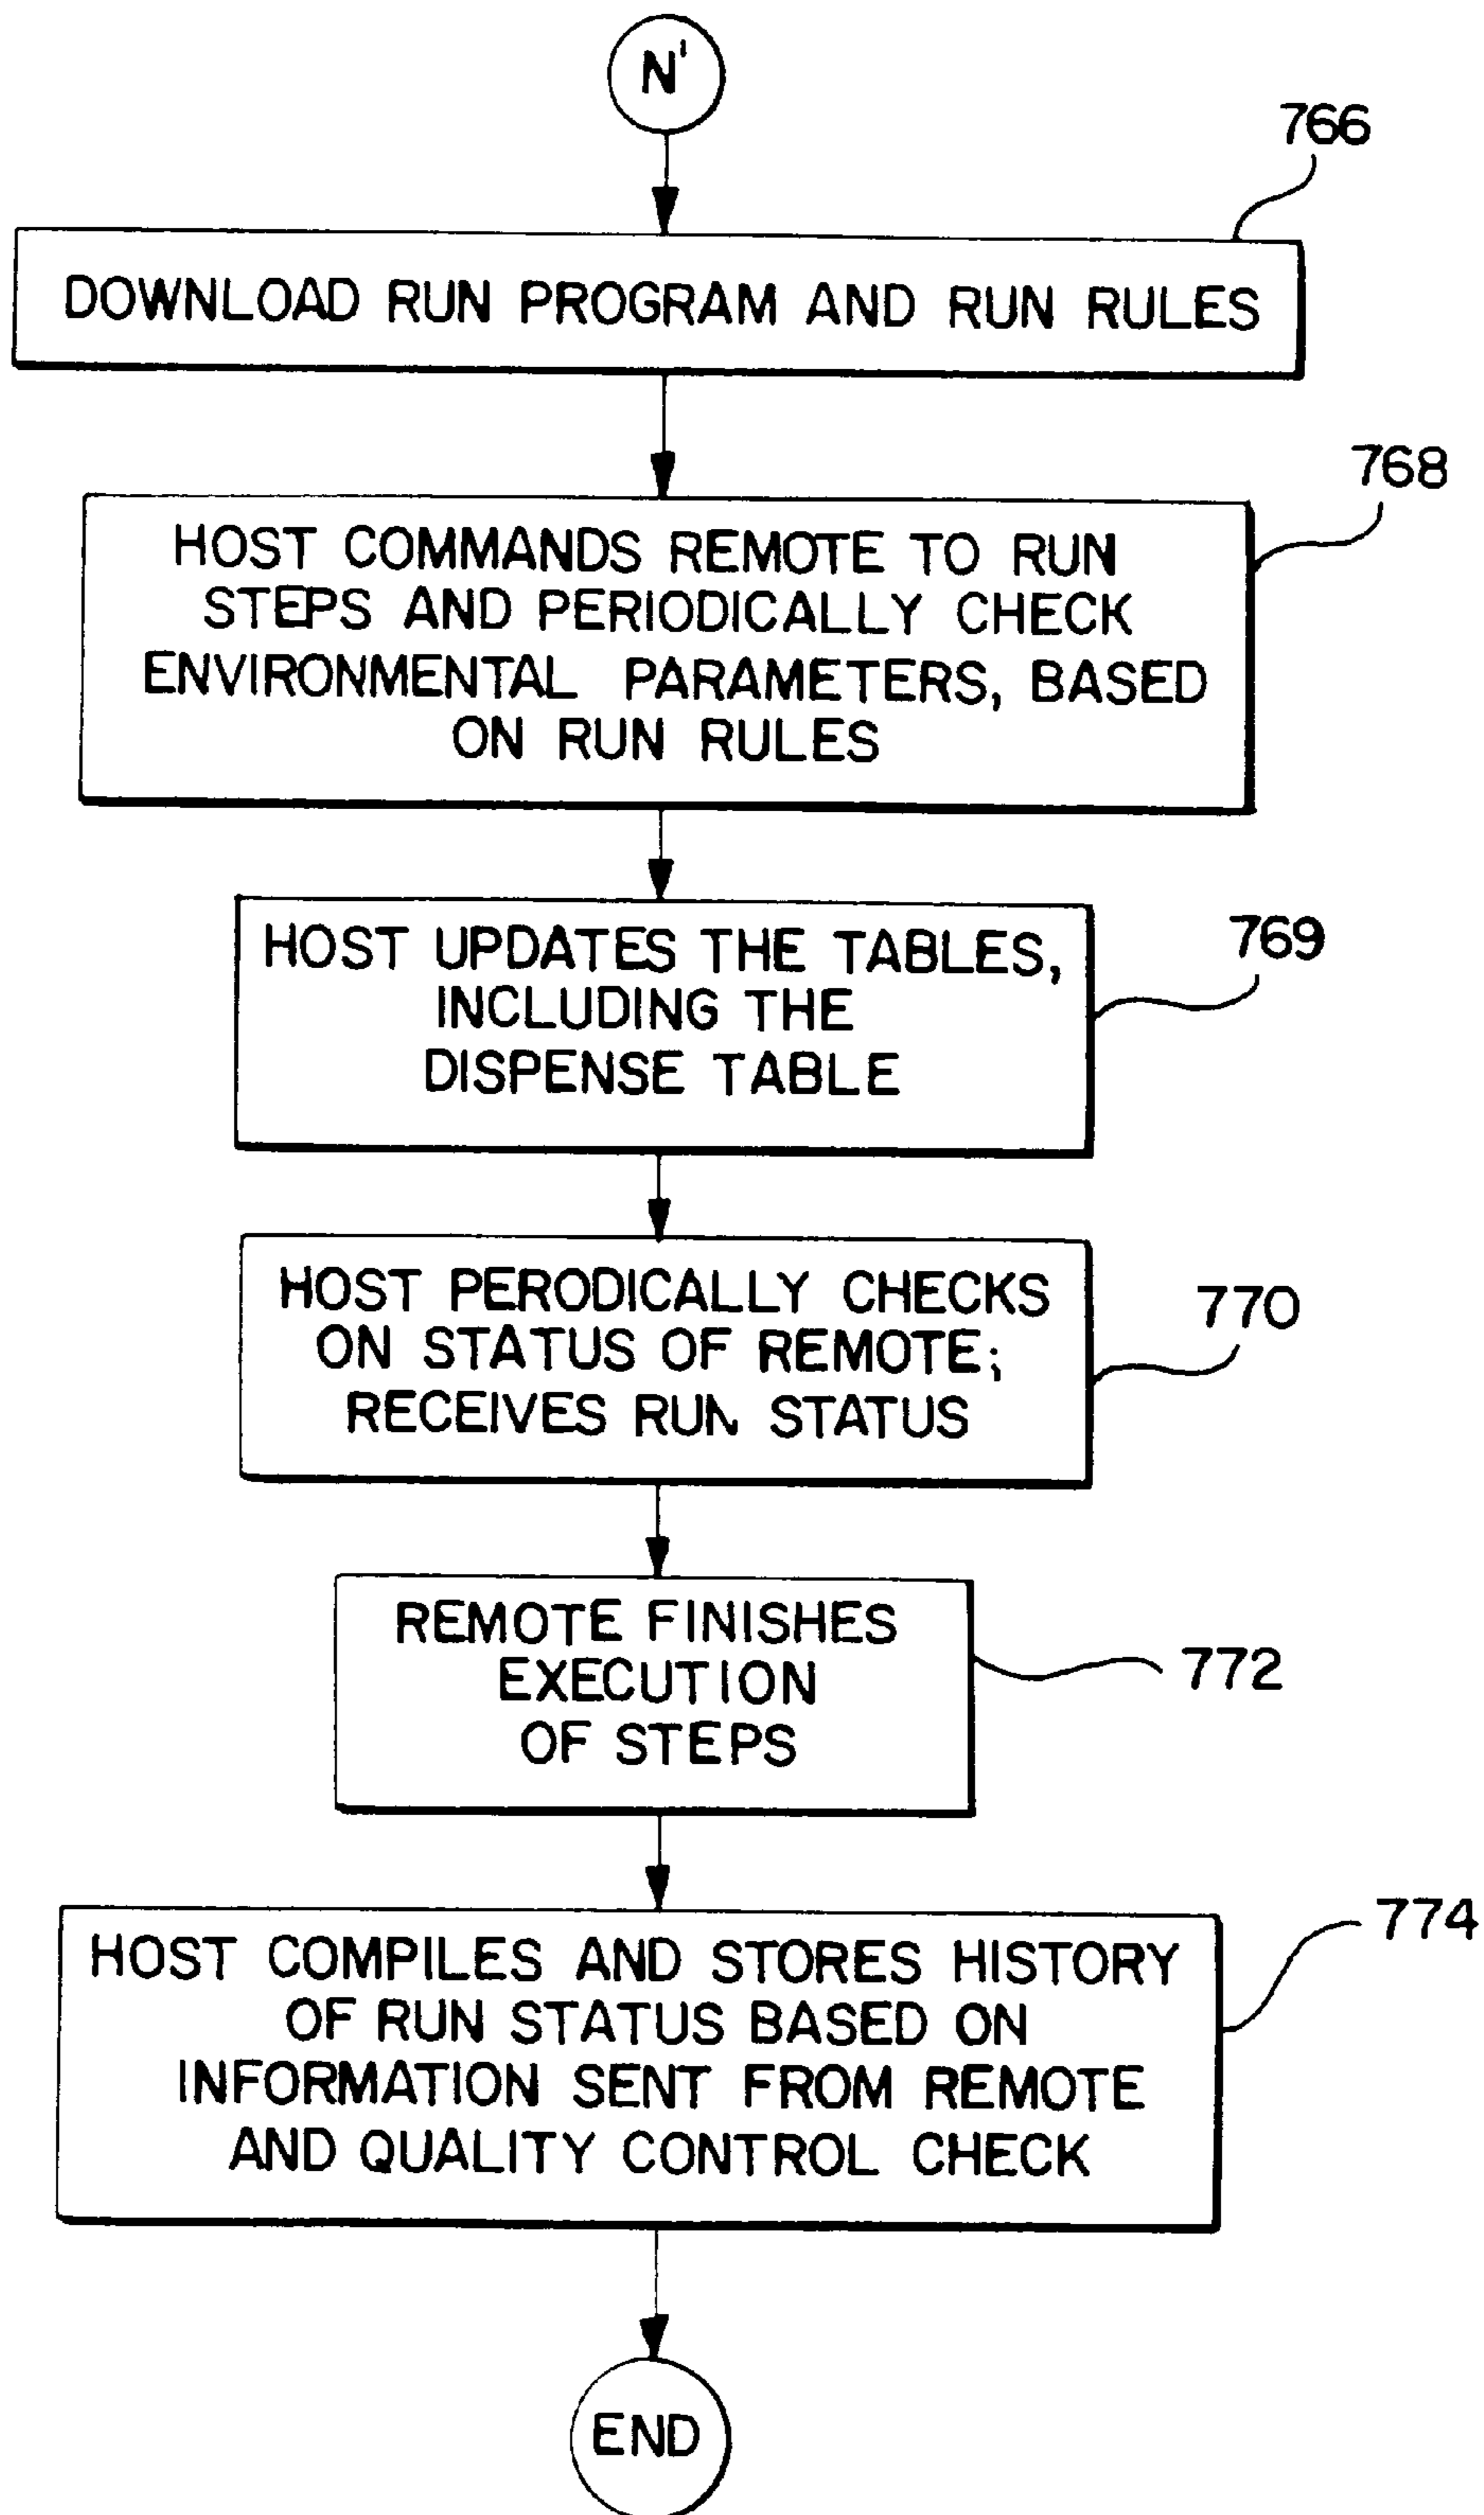 N'
766
DOWNLOAD RUN PROGRAM AND RUN RULES
768
HOST COMMANDS REMOTE TO RUN
STEPS AND PERIODICALLY CHECK
ENVIRONMENTAL PARAMETERS, BASED
ON RUN RULES
769
HOST UPDATES THE TABLES,
INCLUDING THE
DISPENSE TABLE
770
HOST PERODICALLY CHECKS
ON STATUS OF REMOTE;
RECEIVES RUN STATUS
772
REMOTE FINISHES
EXECUTION
OF STEPS
774
HOST COMPILES AND STORES HISTORY
OF RUN STATUS BASED ON
INFORMATION SENT FROM REMOTE
AND QUALITY CONTROL CHECK
END